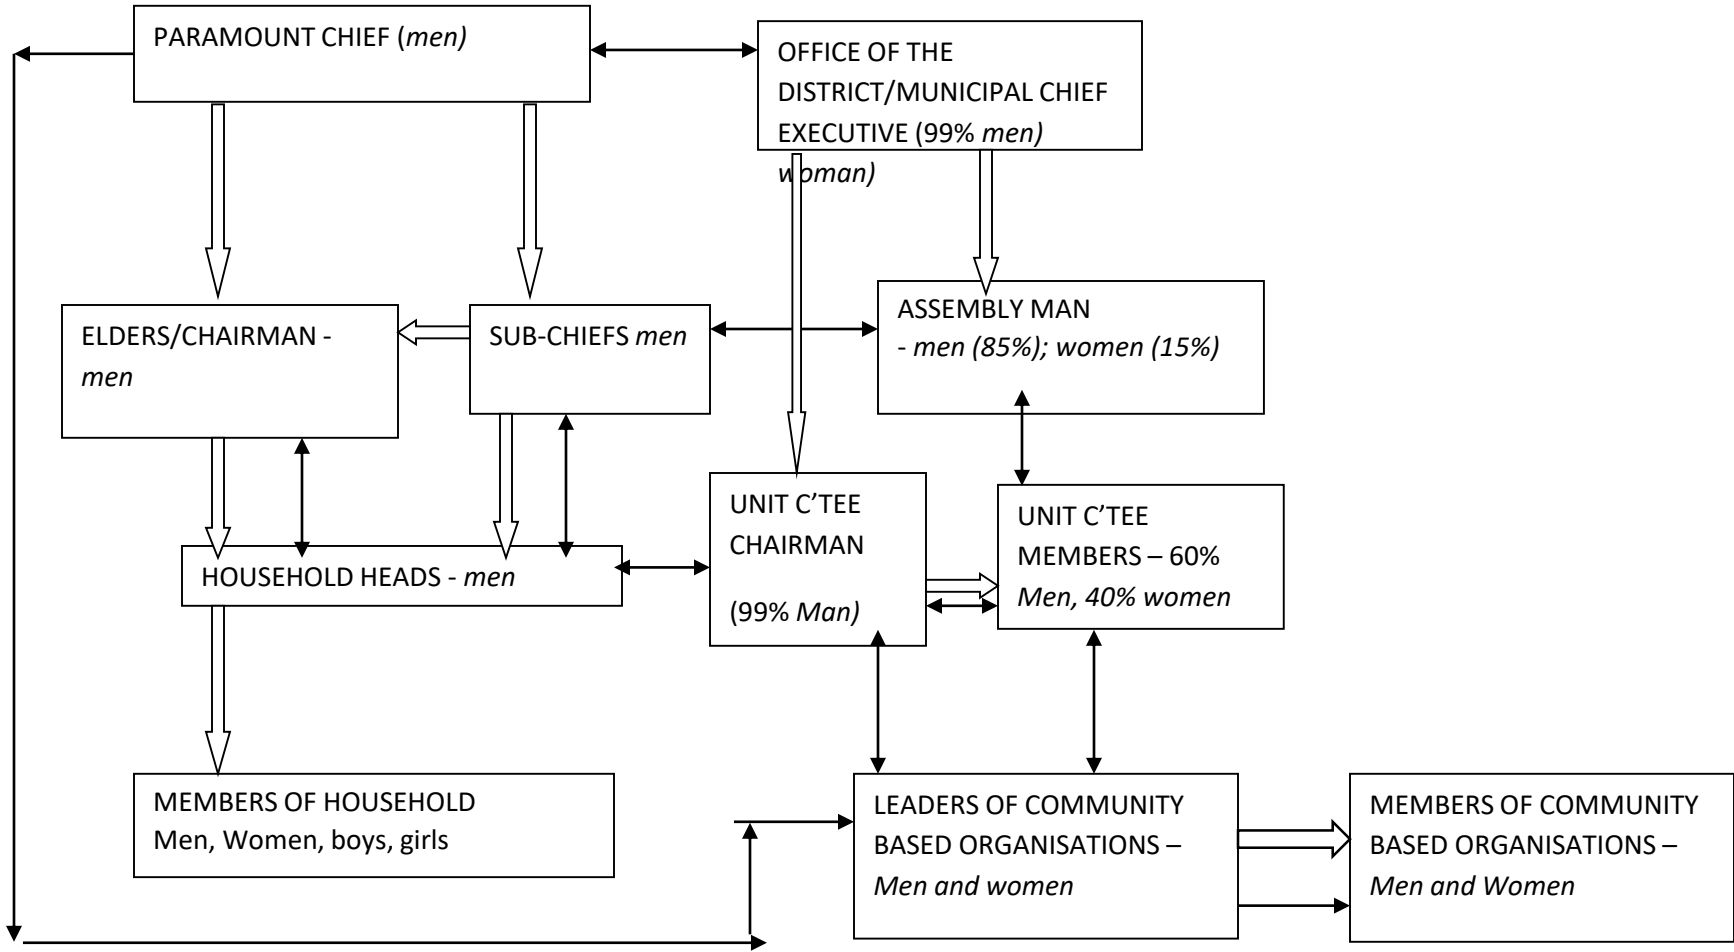 PARAMOUNT CHIEF (men)
OFFICE OF THE
DISTRICT/MUNICIPAL CHIEF
EXECUTIVE (99% men)
woman)
ELDERS/CHAIRMAN -
men
SUB-CHIEFS men
ASSEMBLY MAN
- men (85%); women (15%)
UNIT C’TEE
CHAIRMAN
(99% Man)
UNIT C’TEE
MEMBERS – 60%
Men, 40% women
HOUSEHOLD HEADS - men
MEMBERS OF HOUSEHOLD
Men, Women, boys, girls
LEADERS OF COMMUNITY
BASED ORGANISATIONS –
Men and women
MEMBERS OF COMMUNITY
BASED ORGANISATIONS –
Men and Women